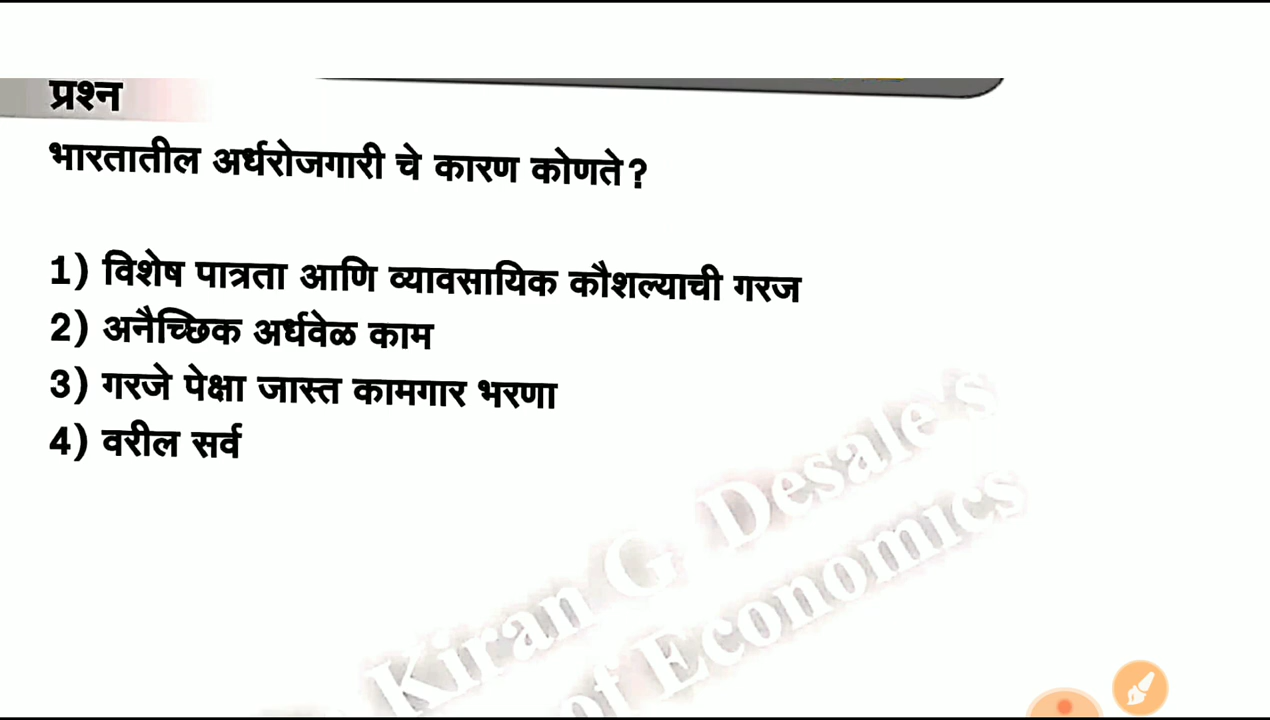 प्रश्न
भारतातील अर्धरोजगारी चे कारण कोणते?
1) विशेष पात्रता आणि व्यावसायिक कौशल्याची गरज
2) अनैच्छिक अर्धवेळ काम
3) गरजे पेक्षा जास्त कामगार भरणा
4) वरील सर्व
Kiran G Desale's
of Economics